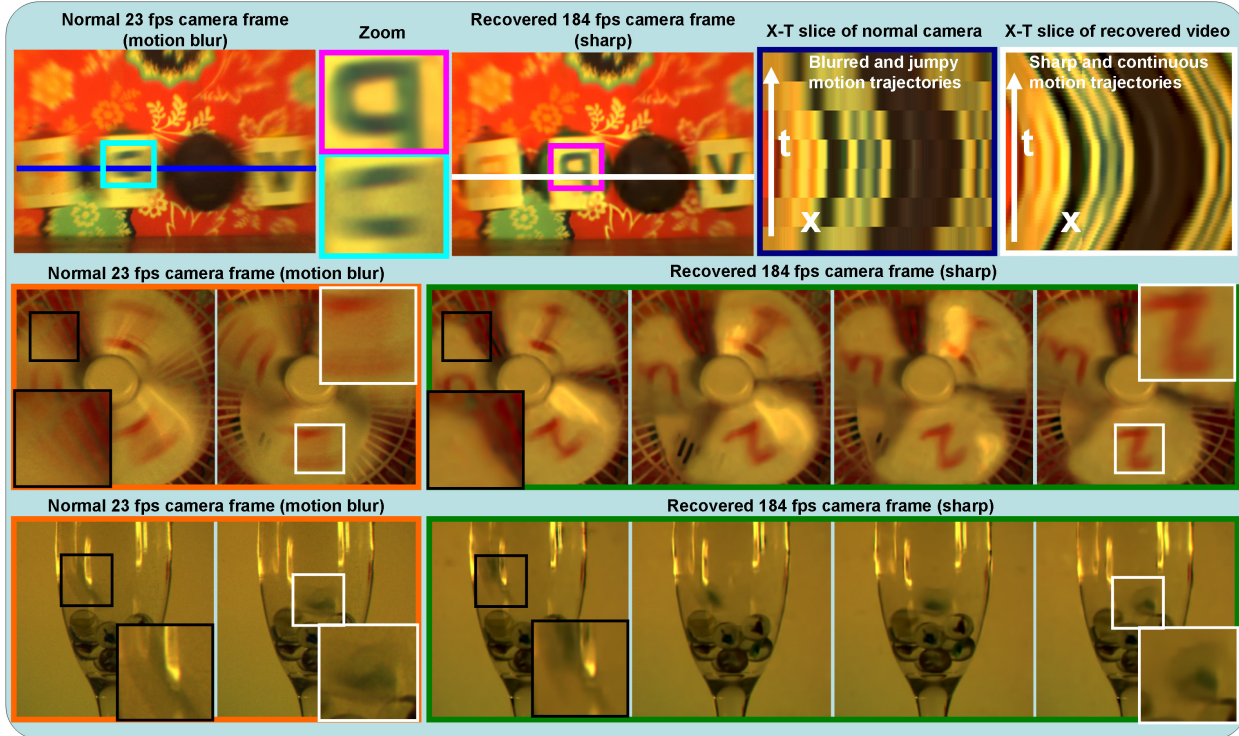 Normal 23 fps camera frame
(motion blur)
Zoom
Recovered 184 fps camera frame
(sharp)
X-T slice of normal camera
X-T slice of recovered video
Blurred and jumpy
motion trajectories
Sharp and continuous
motion trajectories
t
x
t
x
q
q
V
Normal 23 fps camera frame (motion blur)
Recovered 184 fps camera frame (sharp)
Z
Z
Z
Z
Z
Normal 23 fps camera frame (motion blur)
Recovered 184 fps camera frame (sharp)